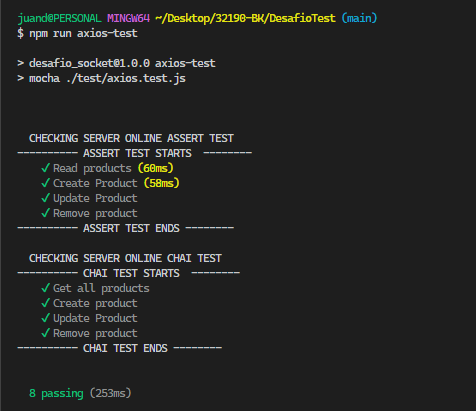 juand@PERSONAL MINGW64 ~/Desktop/32190-BK/DesafioTest (main)
$ npm run axios-test
> desafio_socket@1.0.0 axios-test
> mocha ./test/axios.test.js
CHECKING SERVER ONLINE ASSERT TEST
---------- ASSERT TEST STARTS  --------
✓ Read products (60ms)
✓ Create Product (58ms)
✓ Update Product
✓ Remove product
---------- ASSERT TEST ENDS --------
CHECKING SERVER ONLINE CHAI TEST
---------- CHAI TEST STARTS  --------
✓ Get all products
✓ Create product
✓ Update Product
✓ Remove product
---------- CHAI TEST ENDS --------
8 passing (253ms)